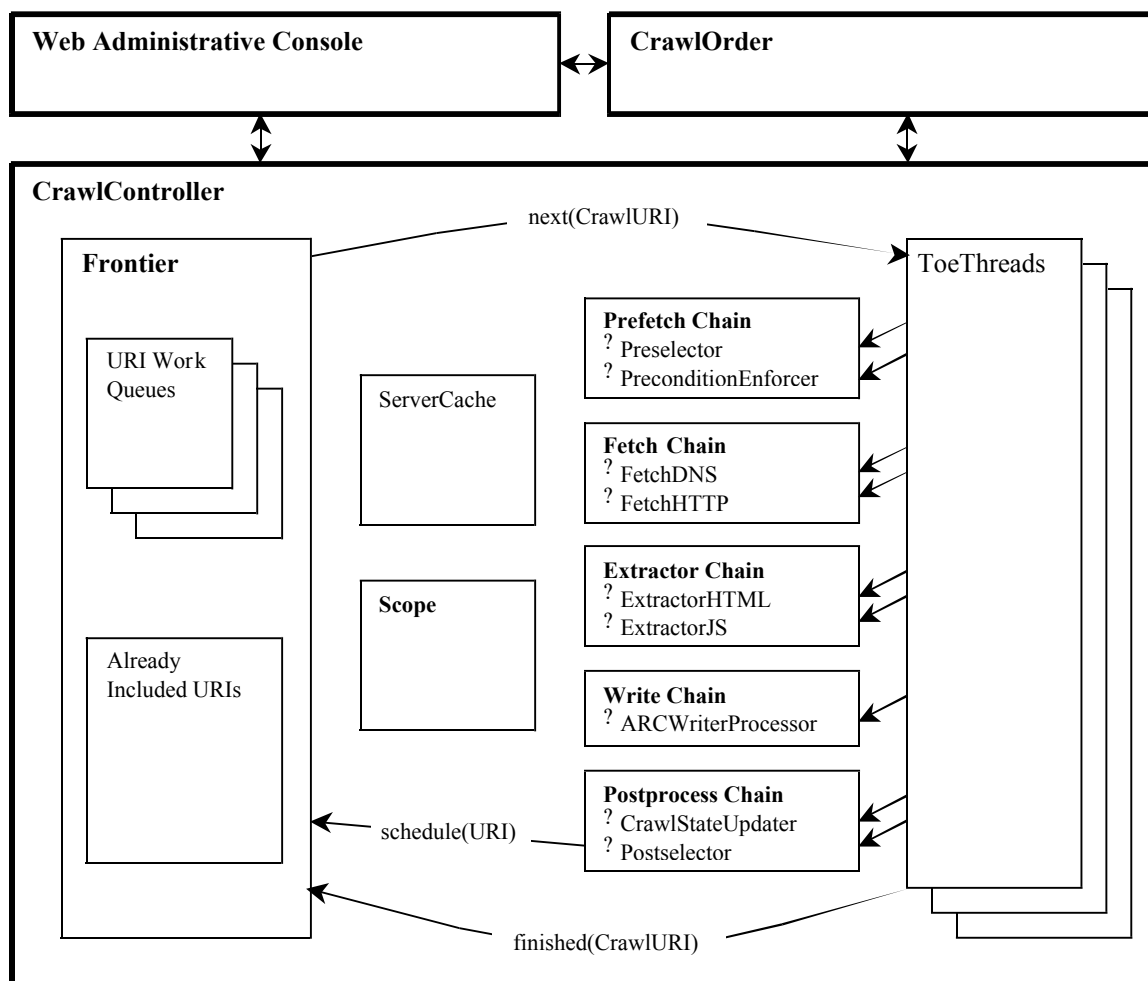 Web Administrative Console
CrawlOrder
CrawlController
next(CrawlURI)
Frontier
URI Work
Queues
Already
Included URIs
ServerCache
Scope
Prefetch Chain
? Preselector
? PreconditionEnforcer
Fetch Chain
? FetchDNS
? FetchHTTP
Extractor Chain
? ExtractorHTML
? ExtractorJS
Write Chain
? ARCWriterProcessor
Postprocess Chain
? CrawlStateUpdater
? Postselector
ToeThreads
schedule(URI)
finished(CrawlURI)